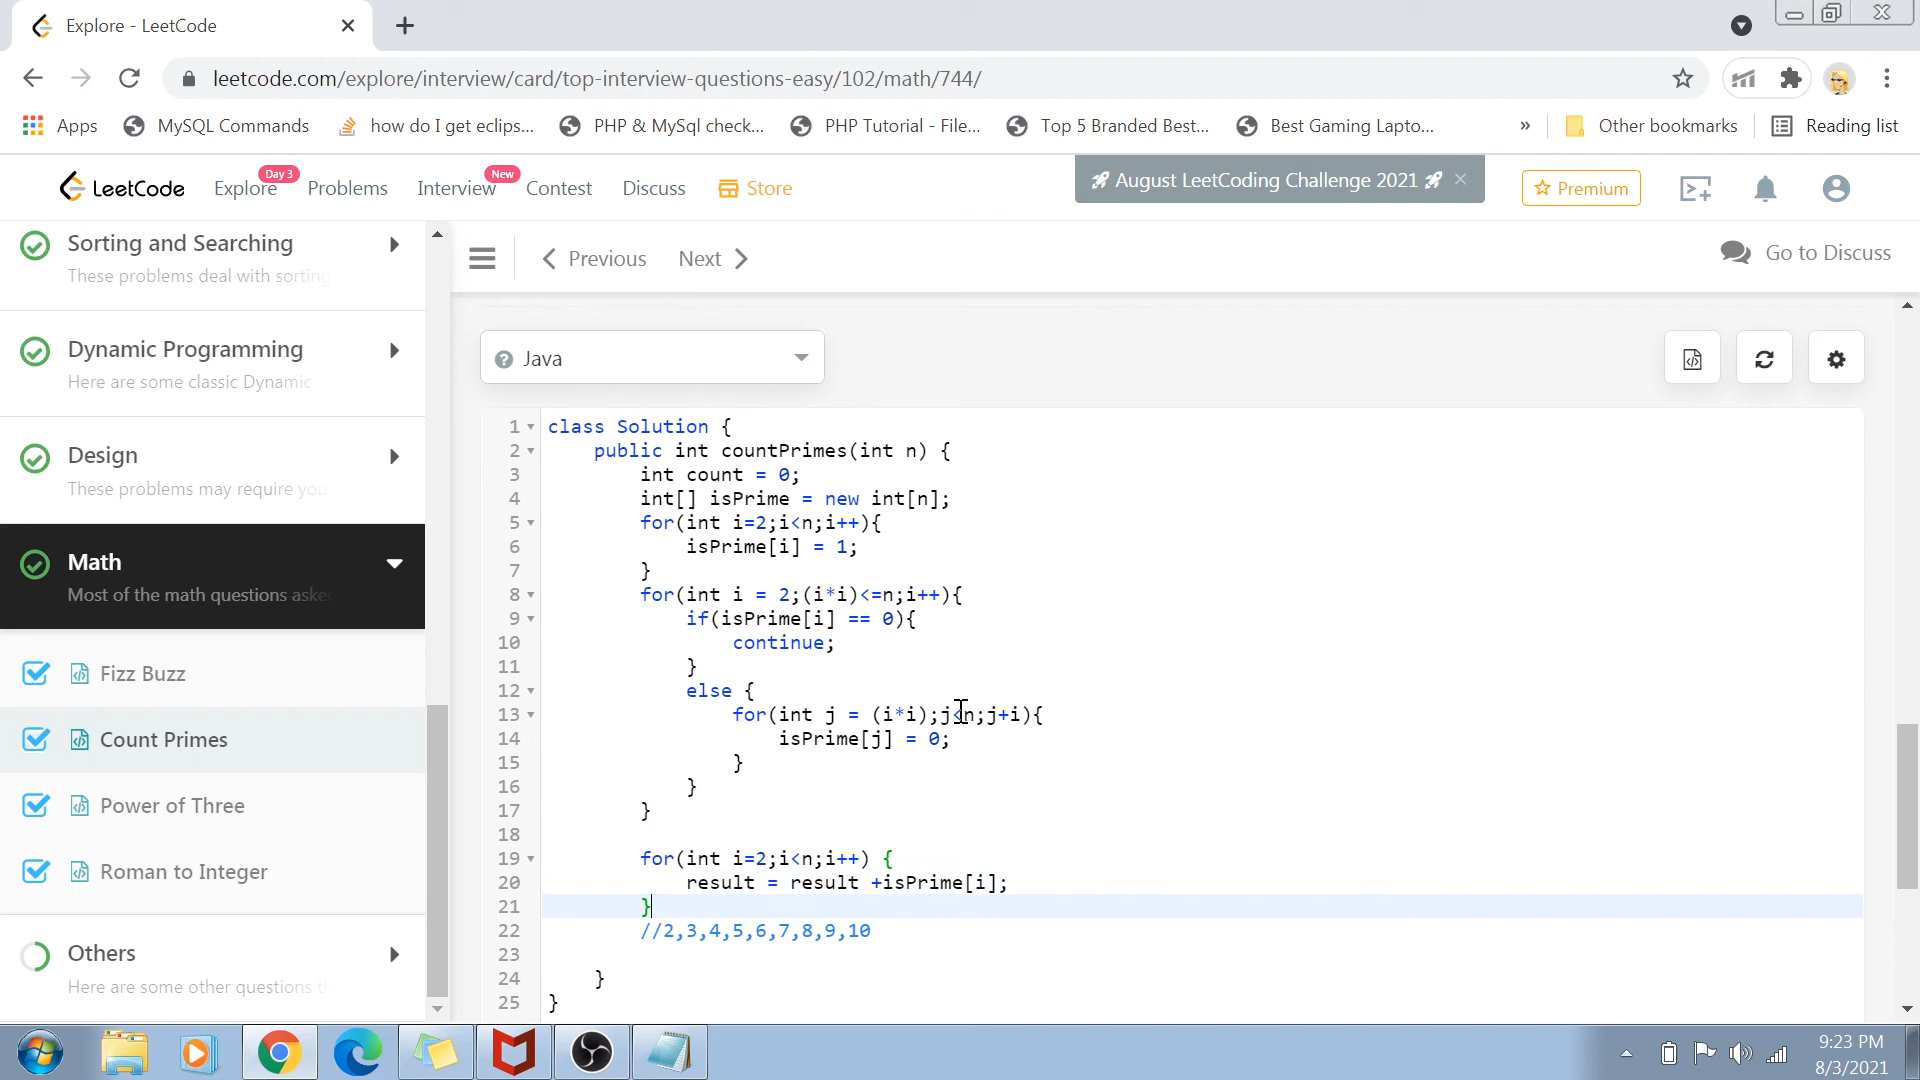 Explore - LeetCode
leetcode.com/explore/interview/card/top-interview-questions-easy/102/math/744/
Apps
MySQL Commands
how do I get eclips...
PHP & MySql check...
PHP Tutorial - File...
Top 5 Branded Best...
Best Gaming Lapto...
»
Other bookmarks
Reading list
LeetCode
Explore
Day 3
Problems
Interview
New
Contest
Discuss
Store
August LeetCoding Challenge 2021
Premium
Sorting and Searching
These problems deal with sorting
Dynamic Programming
Here are some classic Dynamic
Design
These problems may require you
Math
Most of the math questions aske
Fizz Buzz
Count Primes
Power of Three
Roman to Integer
Others
Here are some other questions th
Previous
Next
Go to Discuss
Java
1 class Solution {
2 public int countPrimes(int n) {
3 int count = 0;
4 int[] isPrime = new int[n];
5 for(int i=2;i<n;i++){
6 isPrime[i] = 1;
7 }
8 for(int i = 2;(i*i)<=n;i++){
9 if(isPrime[i] == 0){
10 continue;
11 }
12 else {
13 for(int j = (i*i);j<n;j+i){
14 isPrime[j] = 0;
15 }
16 }
17 }
18
19 for(int i=2;i<n;i++) {
20 result = result +isPrime[i];
21 }
22 //2,3,4,5,6,7,8,9,10
23
24 }
25 }
9:23 PM
8/3/2021